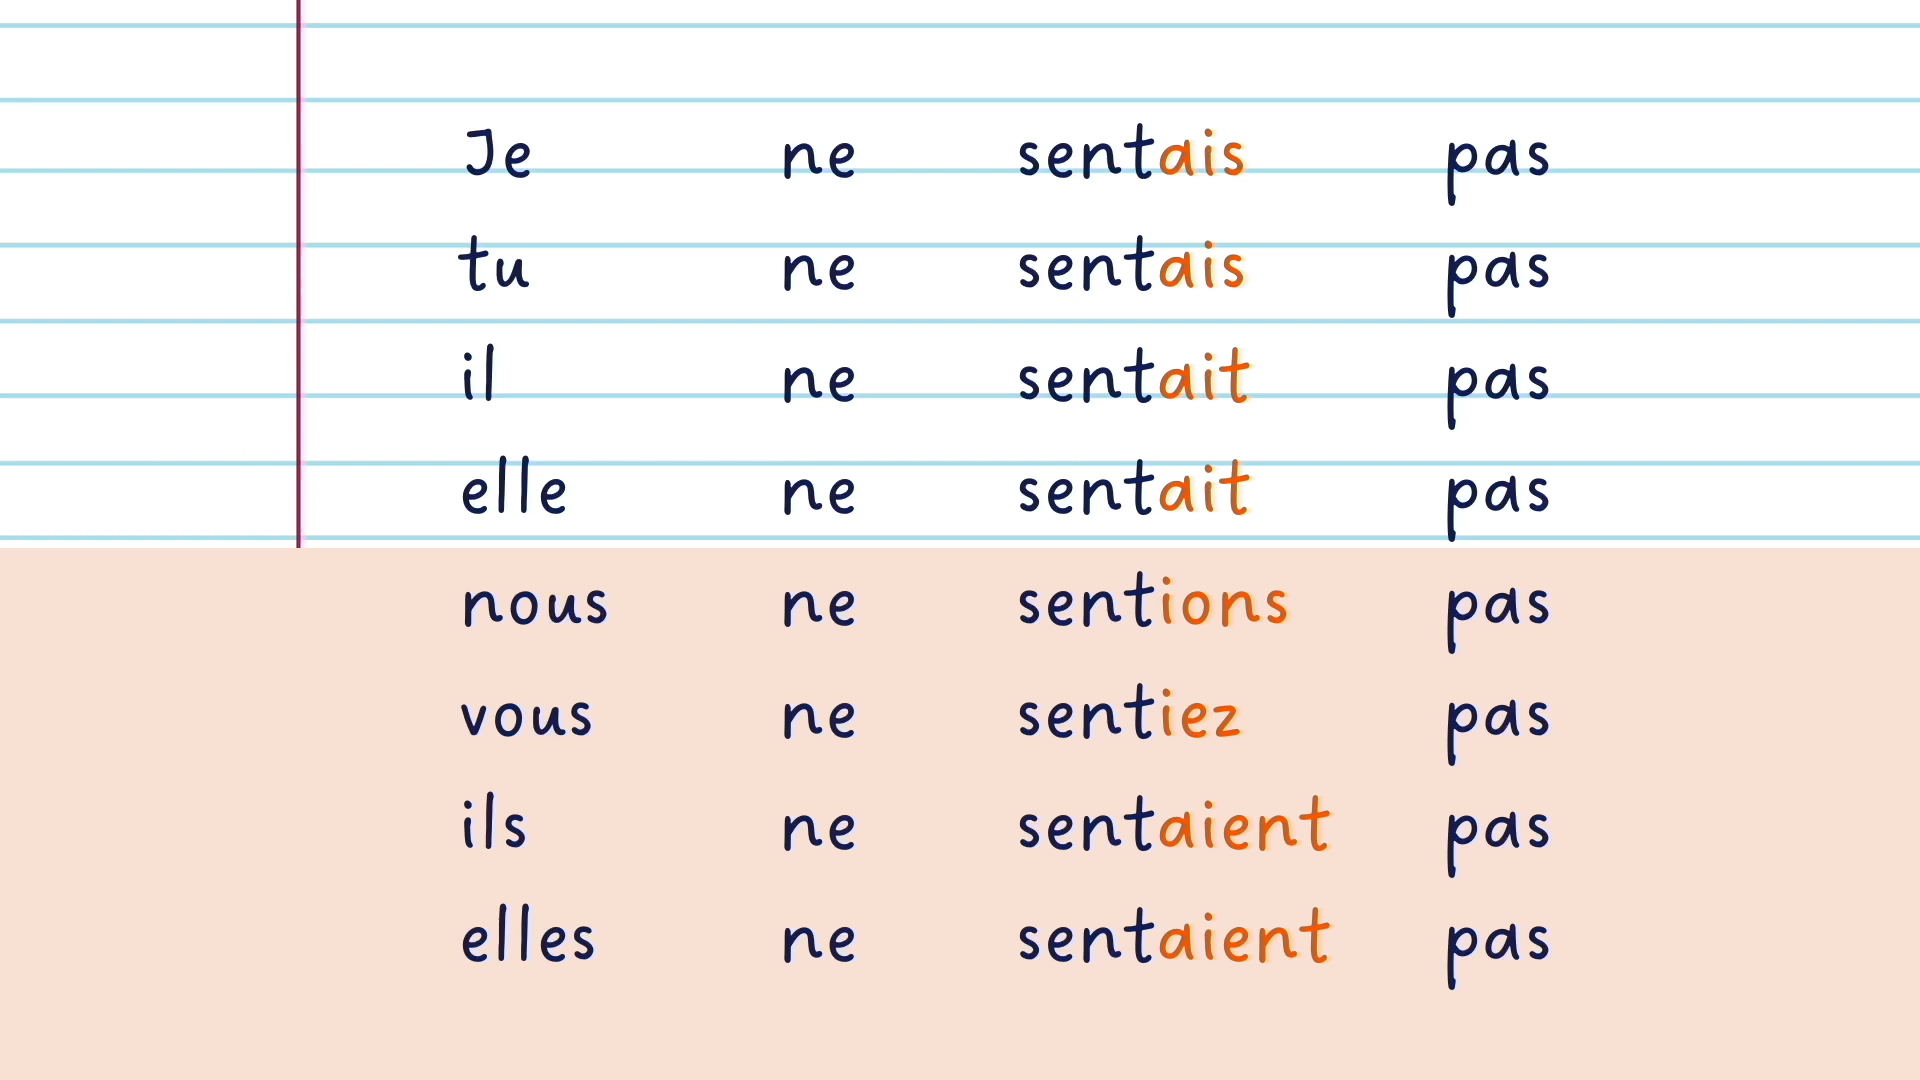 Je ne sentais pas
tu ne sentais pas
il ne sentait pas
elle ne sentait pas
nous ne sentions pas
vous ne sentiez pas
ils ne sentaient pas
elles ne sentaient pas